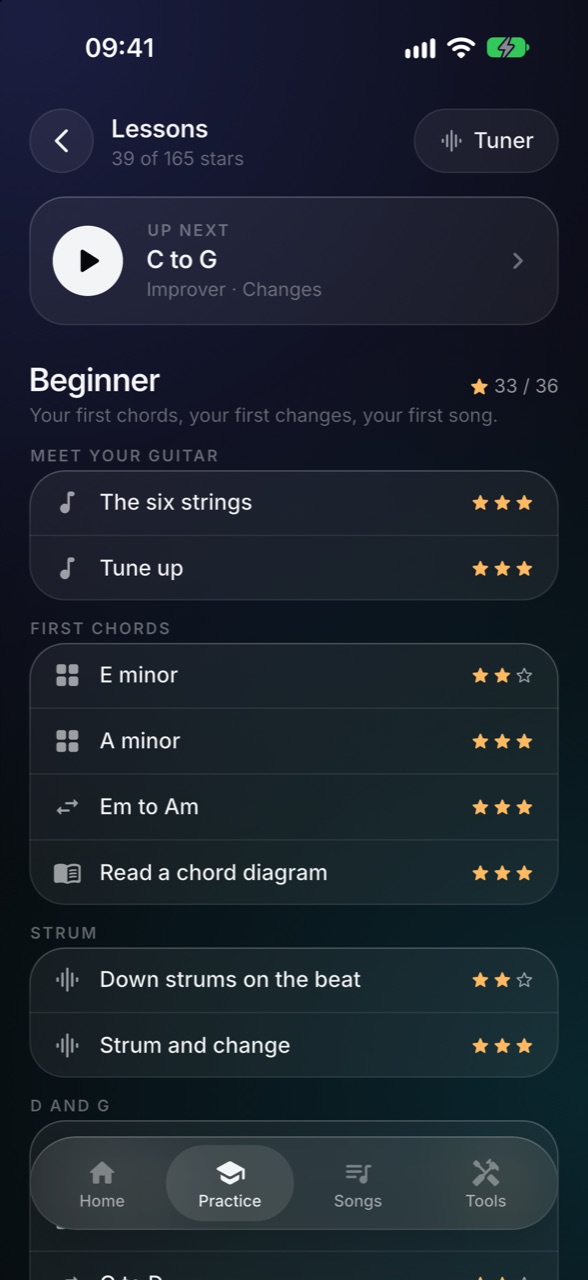 09:41
Lessons
39 of 165 stars
Tuner
UP NEXT
C to G
Improver · Changes
Beginner
33 / 36
Your first chords, your first changes, your first song.
MEET YOUR GUITAR
The six strings
Tune up
FIRST CHORDS
E minor
A minor
Em to Am
Read a chord diagram
STRUM
Down strums on the beat
Strum and change
D AND G
Home
Practice
Songs
Tools